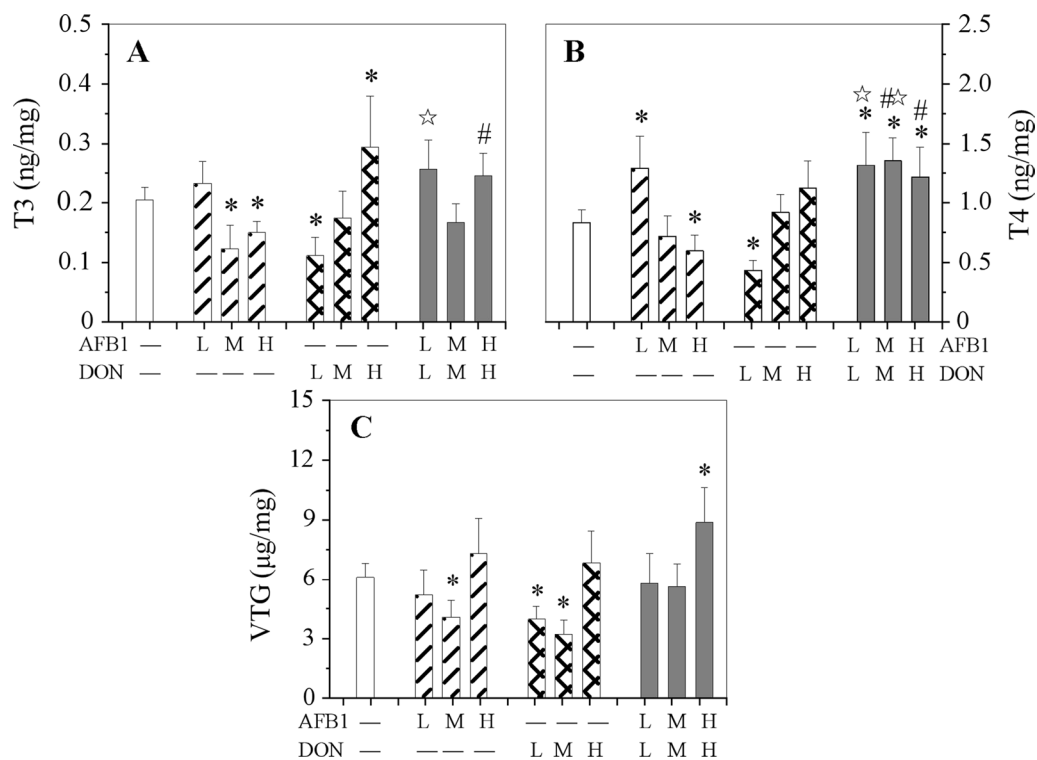 A
T3 (ng/mg)
0.5
0.4
0.3
0.2
0.1
0
* * * * ☆ #
AFB1 — L M H — — — L M H
DON — — — — L M H L M H
B
T4 (ng/mg)
2.5
2.0
1.5
1.0
0.5
0
* * * ☆ * # ☆ * # *
— L M H — — — L M H AFB1
— — — — L M H L M H DON
C
VTG (µg/mg)
15
12
9
6
3
0
* * * *
AFB1 — L M H — — — L M H
DON — — — — L M H L M H